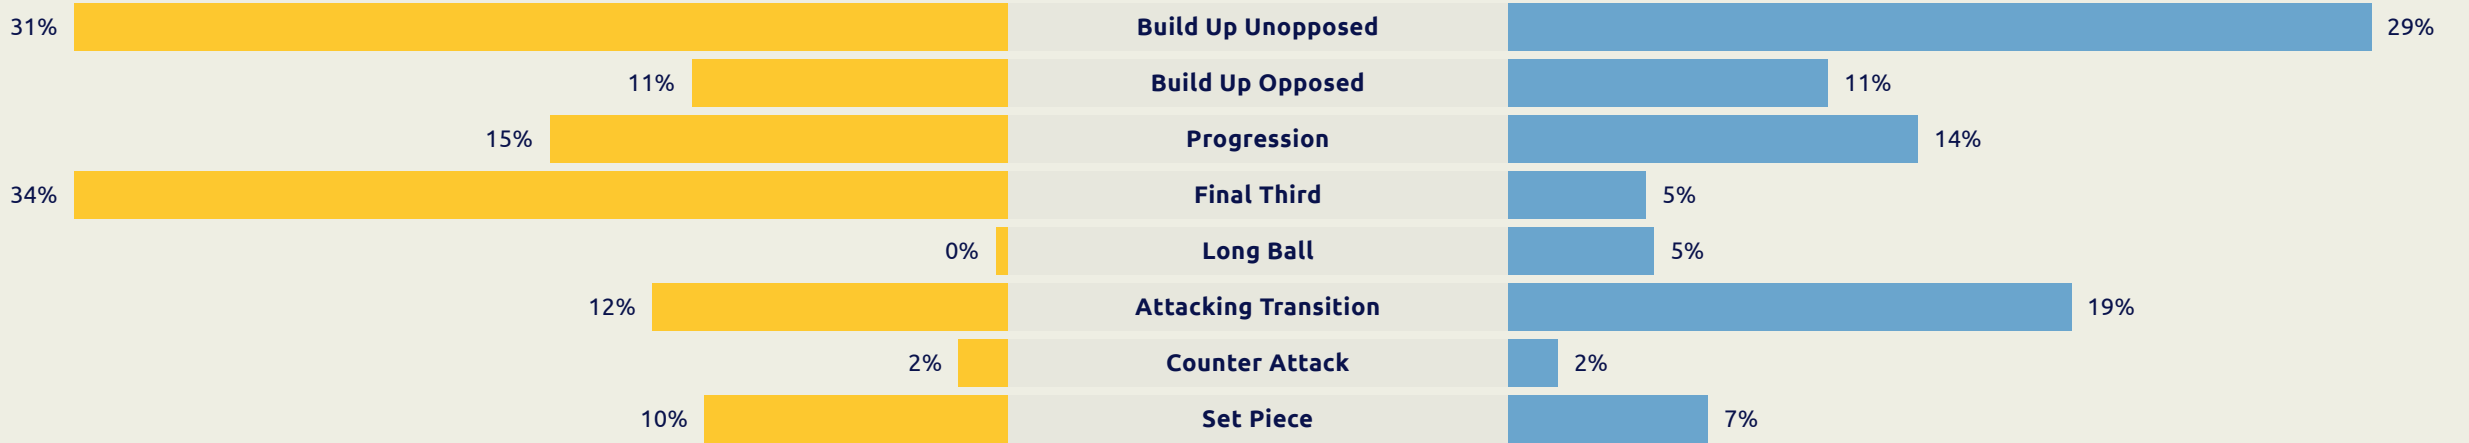 31% Build Up Unopposed 29%
11% Build Up Opposed 11%
15% Progression 14%
34% Final Third 5%
0% Long Ball 5%
12% Attacking Transition 19%
2% Counter Attack 2%
10% Set Piece 7%